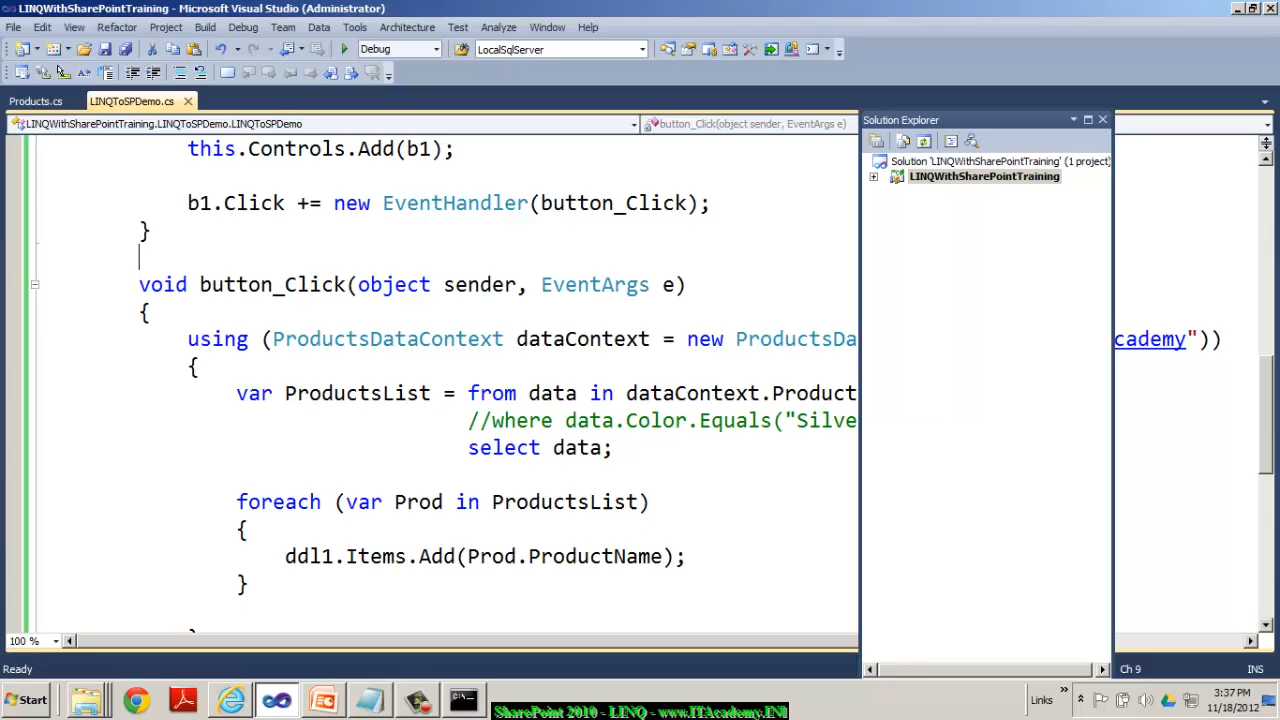 LINQWithSharePointTraining - Microsoft Visual Studio (Administrator)
File Edit View Refactor Project Build Debug Team Data Tools Architecture Test Analyze Window Help
Debug LocalSqlServer
Products.cs LINQToSPDemo.cs
LINQWithSharePointTraining.LINQToSPDemo.LINQToSPDemo button_Click(object sender, EventArgs e)
Solution Explorer
Solution 'LINQWithSharePointTraining' (1 project)
LINQWithSharePointTraining
this.Controls.Add(b1);
b1.Click += new EventHandler(button_Click);
}
void button_Click(object sender, EventArgs e)
{
using (ProductsDataContext dataContext = new ProductsDa cademy"))
{
var ProductsList = from data in dataContext.Product
//where data.Color.Equals("Silve
select data;
foreach (var Prod in ProductsList)
{
ddl1.Items.Add(Prod.ProductName);
}
100 %
Ready Ch 9 INS
Start Links 3:37 PM
11/18/2012
SharePoint 2010 - LINQ - www.ITAcademy.IN